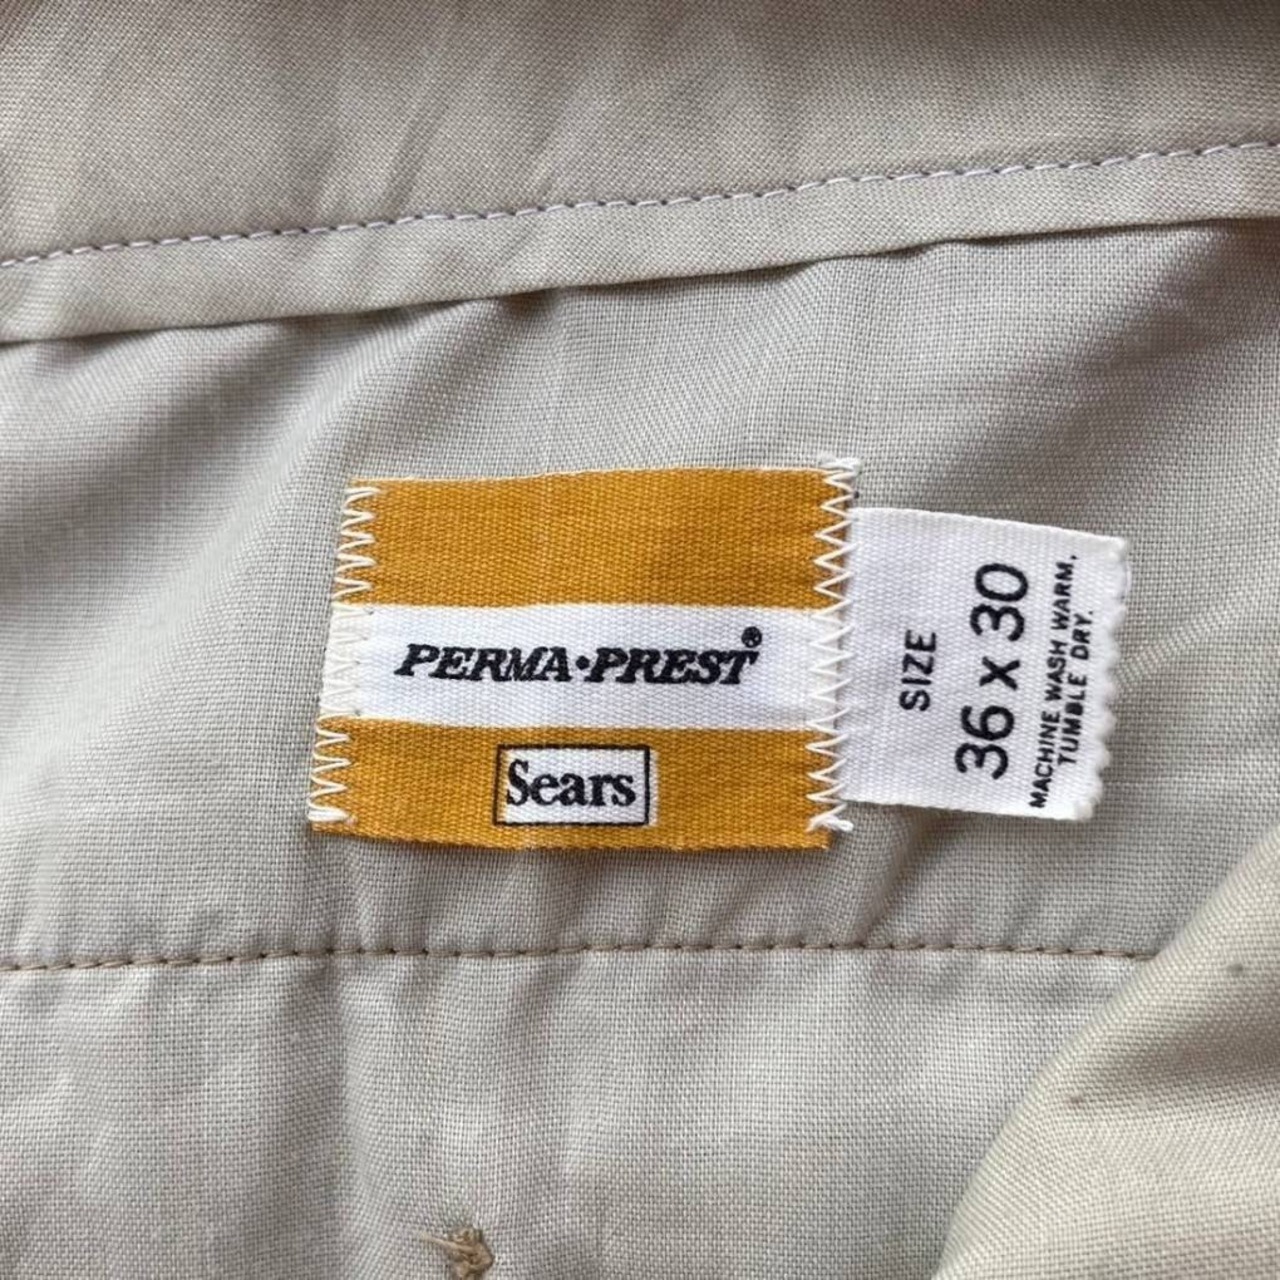 PERMA·PREST®
Sears
SIZE
36 x 30
MACHINE WASH WARM,
TUMBLE DRY.